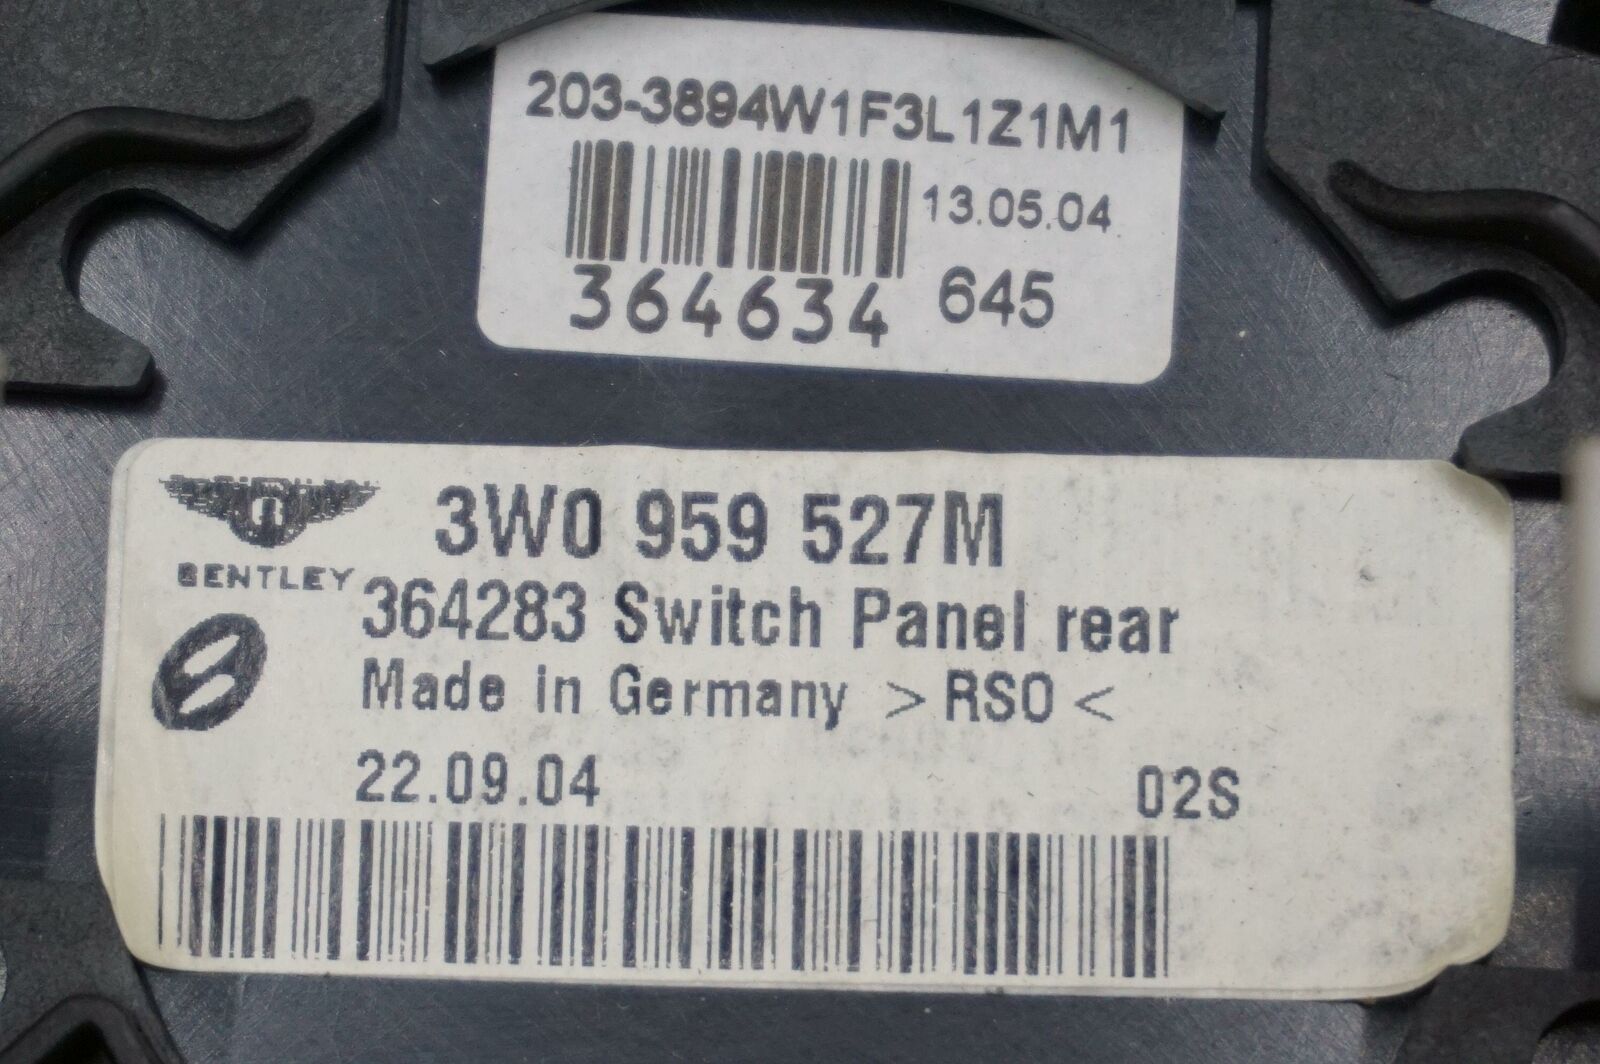 203-3894W1F3L1Z1M1
13.05.04
364634 645
BENTLEY
3W0 959 527M
364283 Switch Panel rear
Made in Germany >RSO<
22.09.04 02S